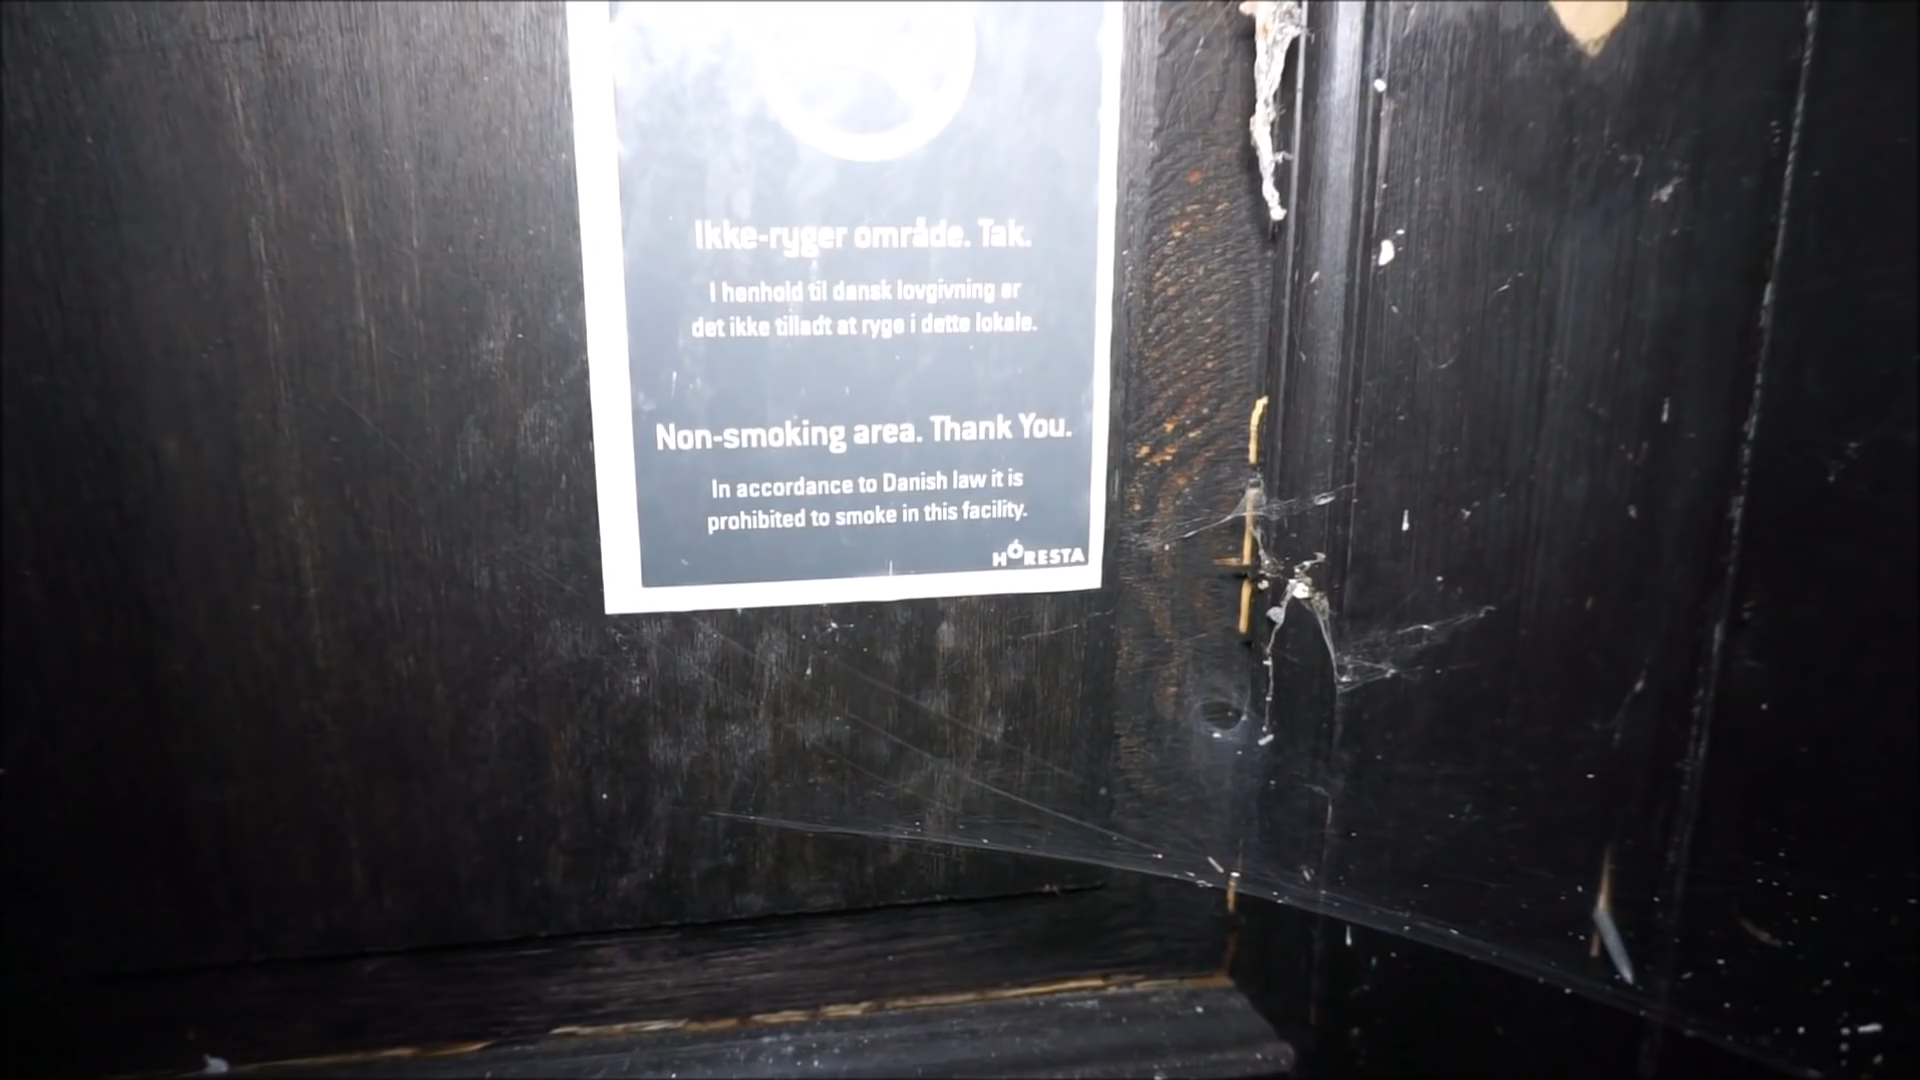 Ikke-ryger område. Tak.
I henhold til dansk lovgivning er
det ikke tilladt at ryge i dette lokale.
Non-smoking area. Thank You.
In accordance to Danish law it is
prohibited to smoke in this facility.
HORESTA